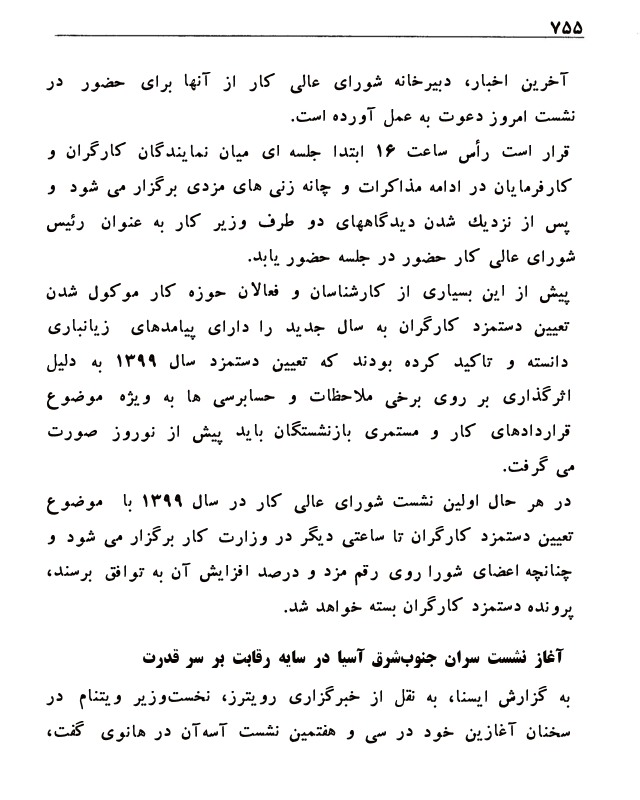 ۷۵۵
آخرین اخبار، دبیرخانه شورای عالی کار از آنها برای حضور در
نشست امروز دعوت به عمل آورده است.
قرار است رأس ساعت ۱۶ ابتدا جلسه ای میان نمایندگان کارگران و
کارفرمایان در ادامه مذاکرات و چانه زنی های مزدی برگزار می شود و
پس از نزدیك شدن دیدگاههای دو طرف وزیر کار به عنوان رئیس
شورای عالی کار حضور در جلسه حضور یابد.
پیش از این بسیاری از کارشناسان و فعالان حوزه کار موکول شدن
تعیین دستمزد کارگران به سال جدید را دارای پیامدهای زیانباری
دانسته و تاکید کرده بودند که تعیین دستمزد سال ۱۳۹۹ به دلیل
اثرگذاری بر روی برخی ملاحظات و حسابرسی ها به ویژه موضوع
قراردادهای کار و مستمری بازنشستگان باید پیش از نوروز صورت
می گرفت.
در هر حال اولین نشست شورای عالی کار در سال ۱۳۹۹ با موضوع
تعیین دستمزد کارگران تا ساعتی دیگر در وزارت کار برگزار می شود و
چنانچه اعضای شورا روی رقم مزد و درصد افزایش آن به توافق برسند،
پرونده دستمزد کارگران بسته خواهد شد.
آغاز نشست سران جنوب‌شرق آسیا در سایه رقابت بر سر قدرت
به گزارش ایسنا، به نقل از خبرگزاری رویترز، نخست‌وزیر ویتنام در
سخنان آغازین خود در سی و هفتمین نشست آسه‌آن در هانوی گفت،